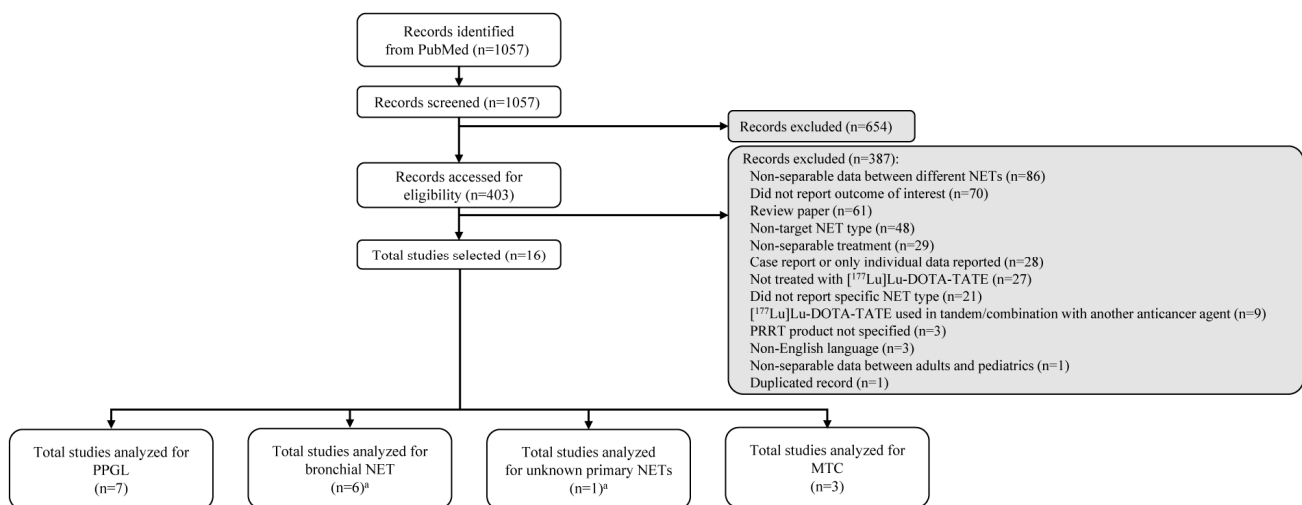 Records identified
from PubMed (n=1057)
Records screened (n=1057)
Records excluded (n=654)
Records accessed for
eligibility (n=403)
Records excluded (n=387):
Non-separable data between different NETs (n=86)
Did not report outcome of interest (n=70)
Review paper (n=61)
Non-target NET type (n=48)
Non-separable treatment (n=29)
Case report or only individual data reported (n=28)
Not treated with [¹⁷⁷Lu]Lu-DOTA-TATE (n=27)
Did not report specific NET type (n=21)
[¹⁷⁷Lu]Lu-DOTA-TATE used in tandem/combination with another anticancer agent (n=9)
PRRT product not specified (n=3)
Non-English language (n=3)
Non-separable data between adults and pediatrics (n=1)
Duplicated record (n=1)
Total studies selected (n=16)
Total studies analyzed for
PPGL
(n=7)
Total studies analyzed for
bronchial NET
(n=6)ᵃ
Total studies analyzed
for unknown primary NETs
(n=1)ᵃ
Total studies analyzed for
MTC
(n=3)